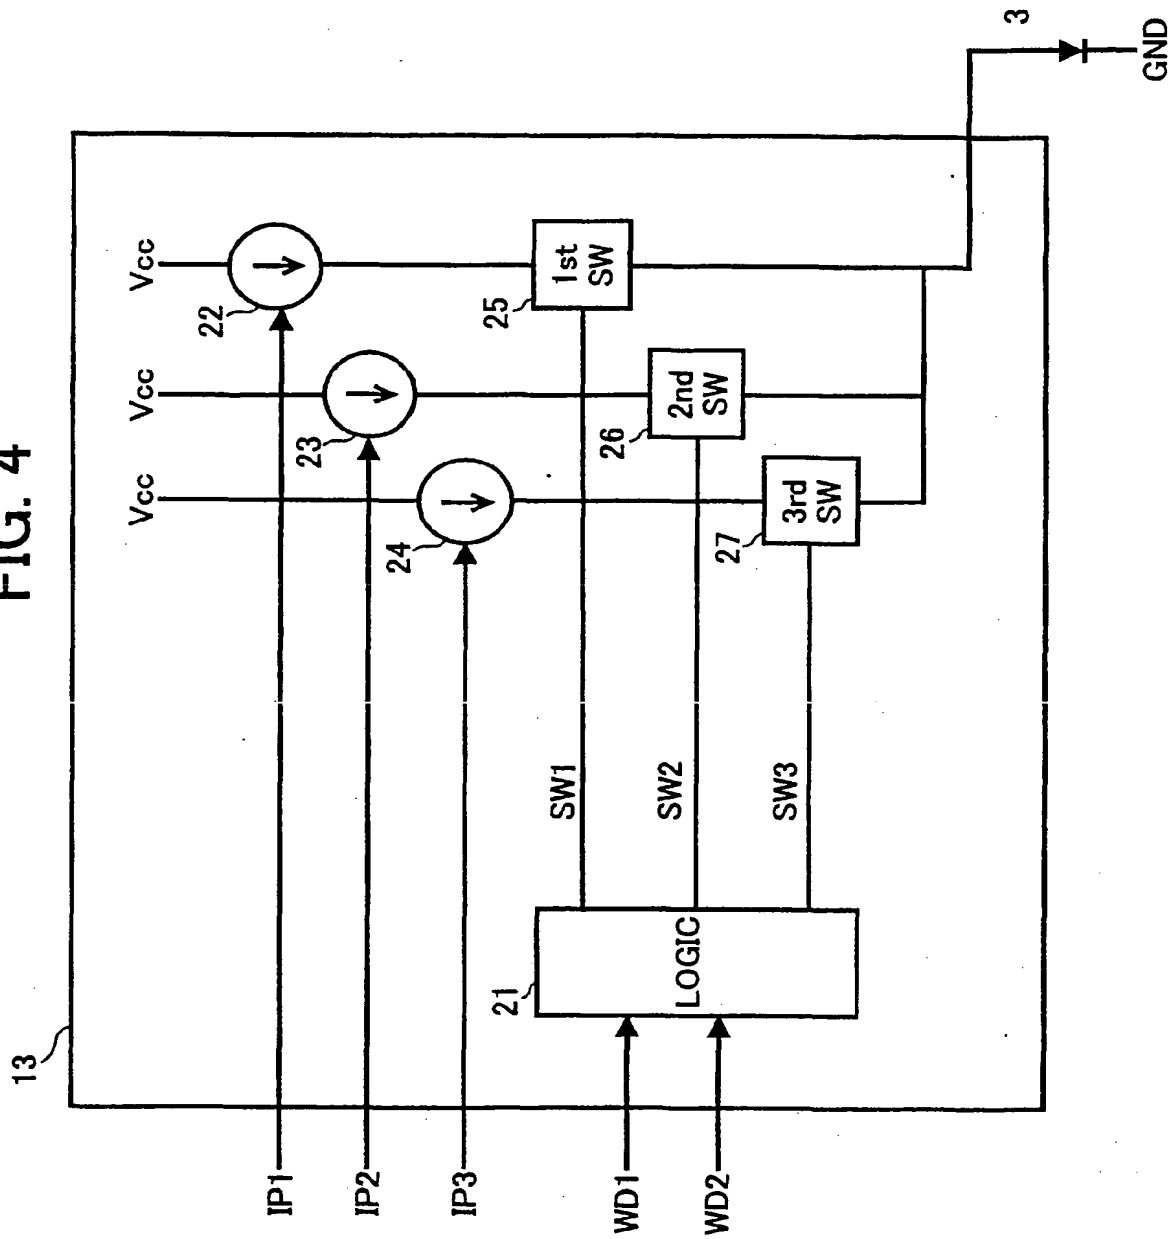 FIG. 4
13
Vcc
Vcc
Vcc
IP1
22
IP2
23
IP3
24
SW1
25
1st
SW
WD1
21
LOGIC
SW2
26
2nd
SW
WD2
SW3
27
3rd
SW
3
GND